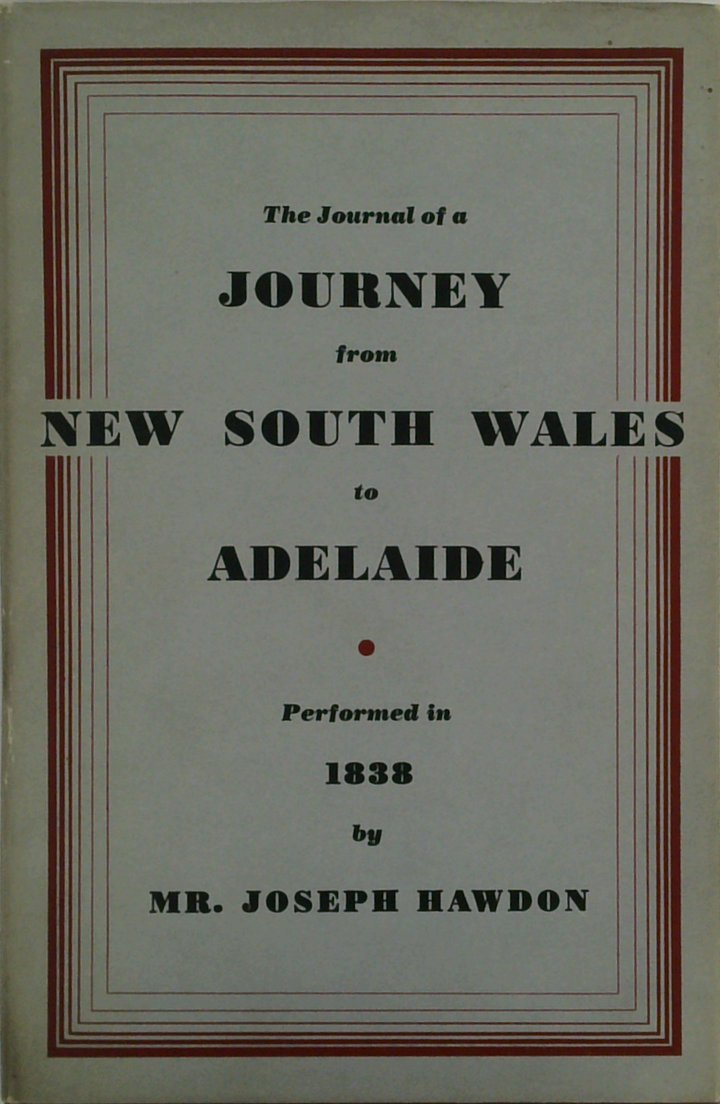 The Journal of a
JOURNEY
from
NEW SOUTH WALES
to
ADELAIDE
Performed in
1838
by
MR. JOSEPH HAWDON